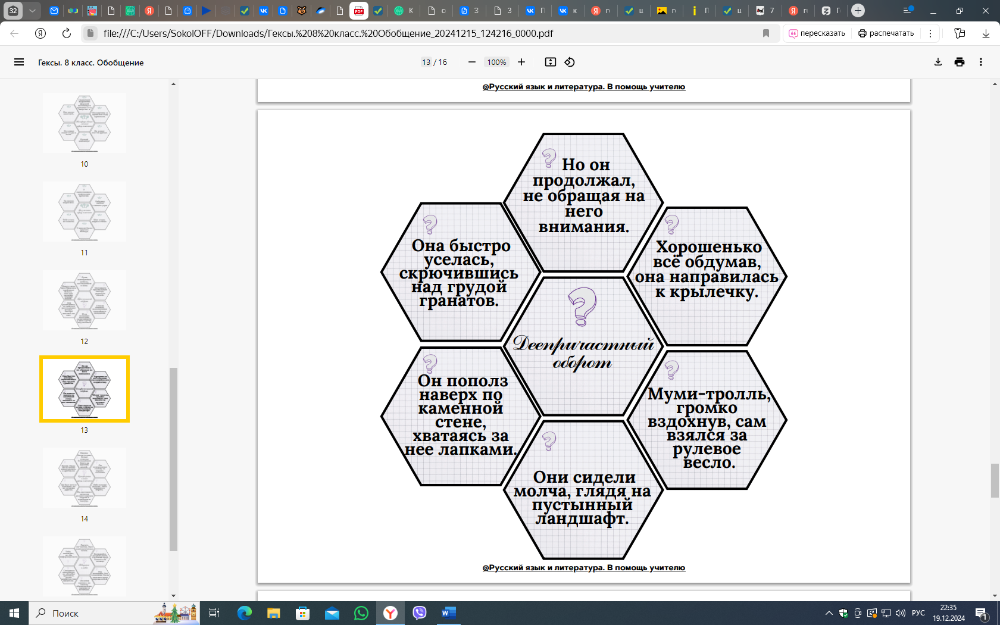 32
К
с
З
З
П
к
г
ц
г
П
ц
7
г
Г
file:///C:/Users/SokolOFF/Downloads/Гексы.%208%20класс.%20Обобщение_20241215_124216_0000.pdf
пересказать
распечатать
Гексы. 8 класс. Обобщение
13 / 16
100%
10
11
12
13
14
@Русский язык и литература. В помощь учителю
Но он
продолжал,
не обращая на
него
внимания.
Она быстро
уселась,
скрючившись
над грудой
гранатов.
Хорошенько
всё обдумав,
она направилась
к крылечку.
Деепричастный
оборот
Он пополз
наверх по
каменной
стене,
хватаясь за
нее лапками.
Муми-тролль,
громко
вздохнув, сам
взялся за
рулевое
весло.
Они сидели
молча, глядя на
пустынный
ландшафт.
@Русский язык и литература. В помощь учителю
Поиск
РУС
22:35
19.12.2024
1